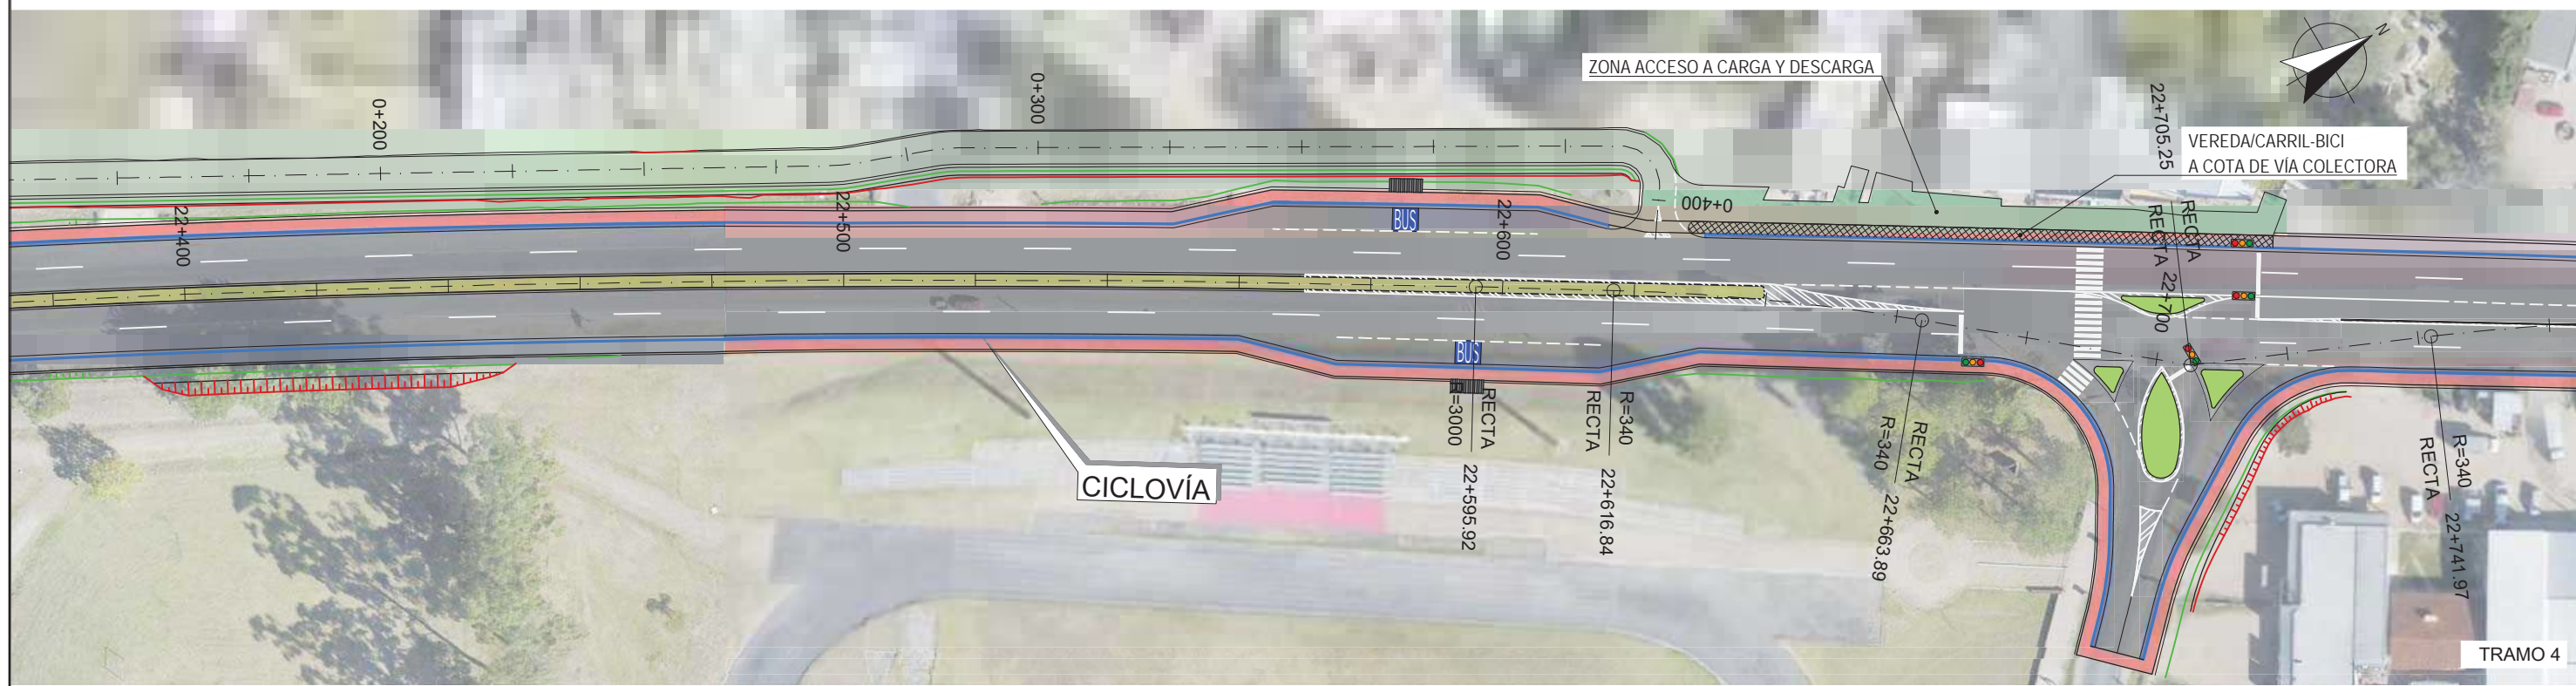 ZONA ACCESO A CARGA Y DESCARGA
N
0+200
0+300
22+705.25
VEREDA/CARRIL-BICI
A COTA DE VÍA COLECTORA
22+400
22+500
BUS
22+600
0+400
RECTA
RECTA
22+700
BUS
R=3000
RECTA
22+595.92
RECTA
R=340
22+616.84
R=340
RECTA
22+663.89
RECTA
R=340
22+741.97
CICLOVÍA
TRAMO 4